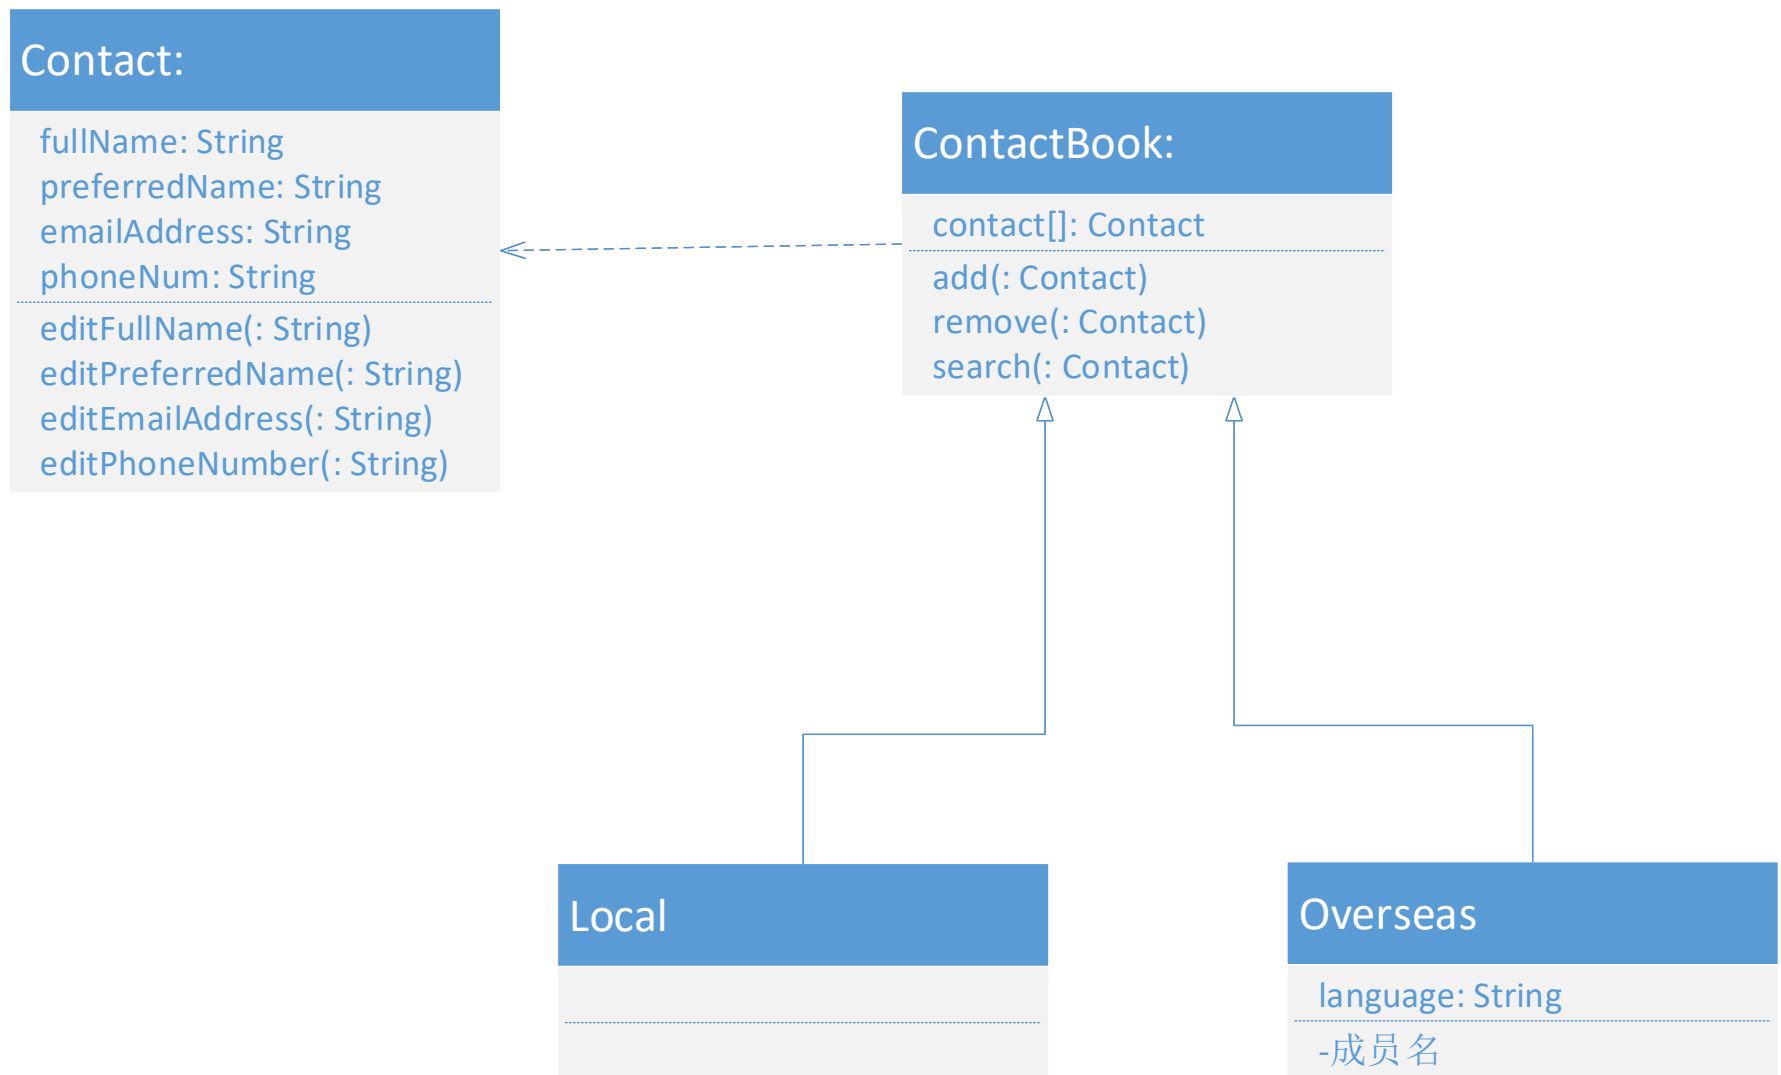 Contact:
fullName: String
preferredName: String
emailAddress: String
phoneNum: String
editFullName(: String)
editPreferredName(: String)
editEmailAddress(: String)
editPhoneNumber(: String)
ContactBook:
contact[]: Contact
add(: Contact)
remove(: Contact)
search(: Contact)
Local
Overseas
language: String
-成员名